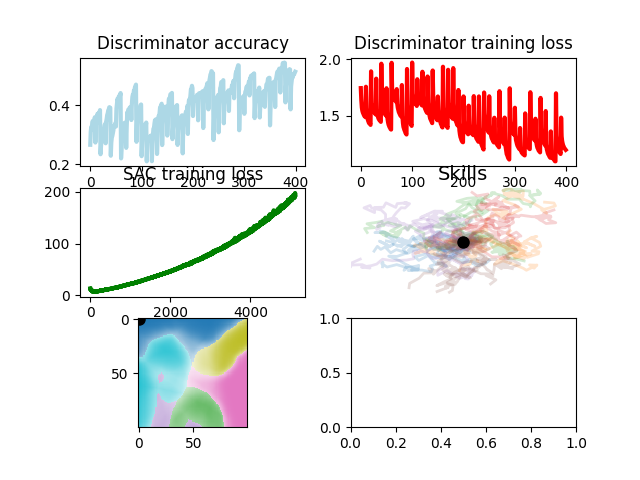 Discriminator accuracy
0.4
0.2
0 100 200 300 400
Discriminator training loss
2.0
1.5
0 100 200 300 400
SAC training loss
200
100
0
0 2000 4000
Skills
0
50
0 50
1.0
0.5
0.0
0.0 0.2 0.4 0.6 0.8 1.0